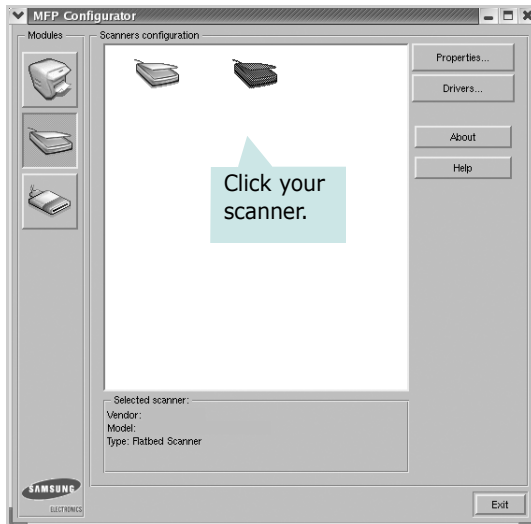 MFP Configurator
Modules
Scanners configuration
Properties...
Drivers...
About
Help
Click your
scanner.
Selected scanner:
Vendor:
Model:
Type: Flatbed Scanner
SAMSUNG
ELECTRONICS
Exit